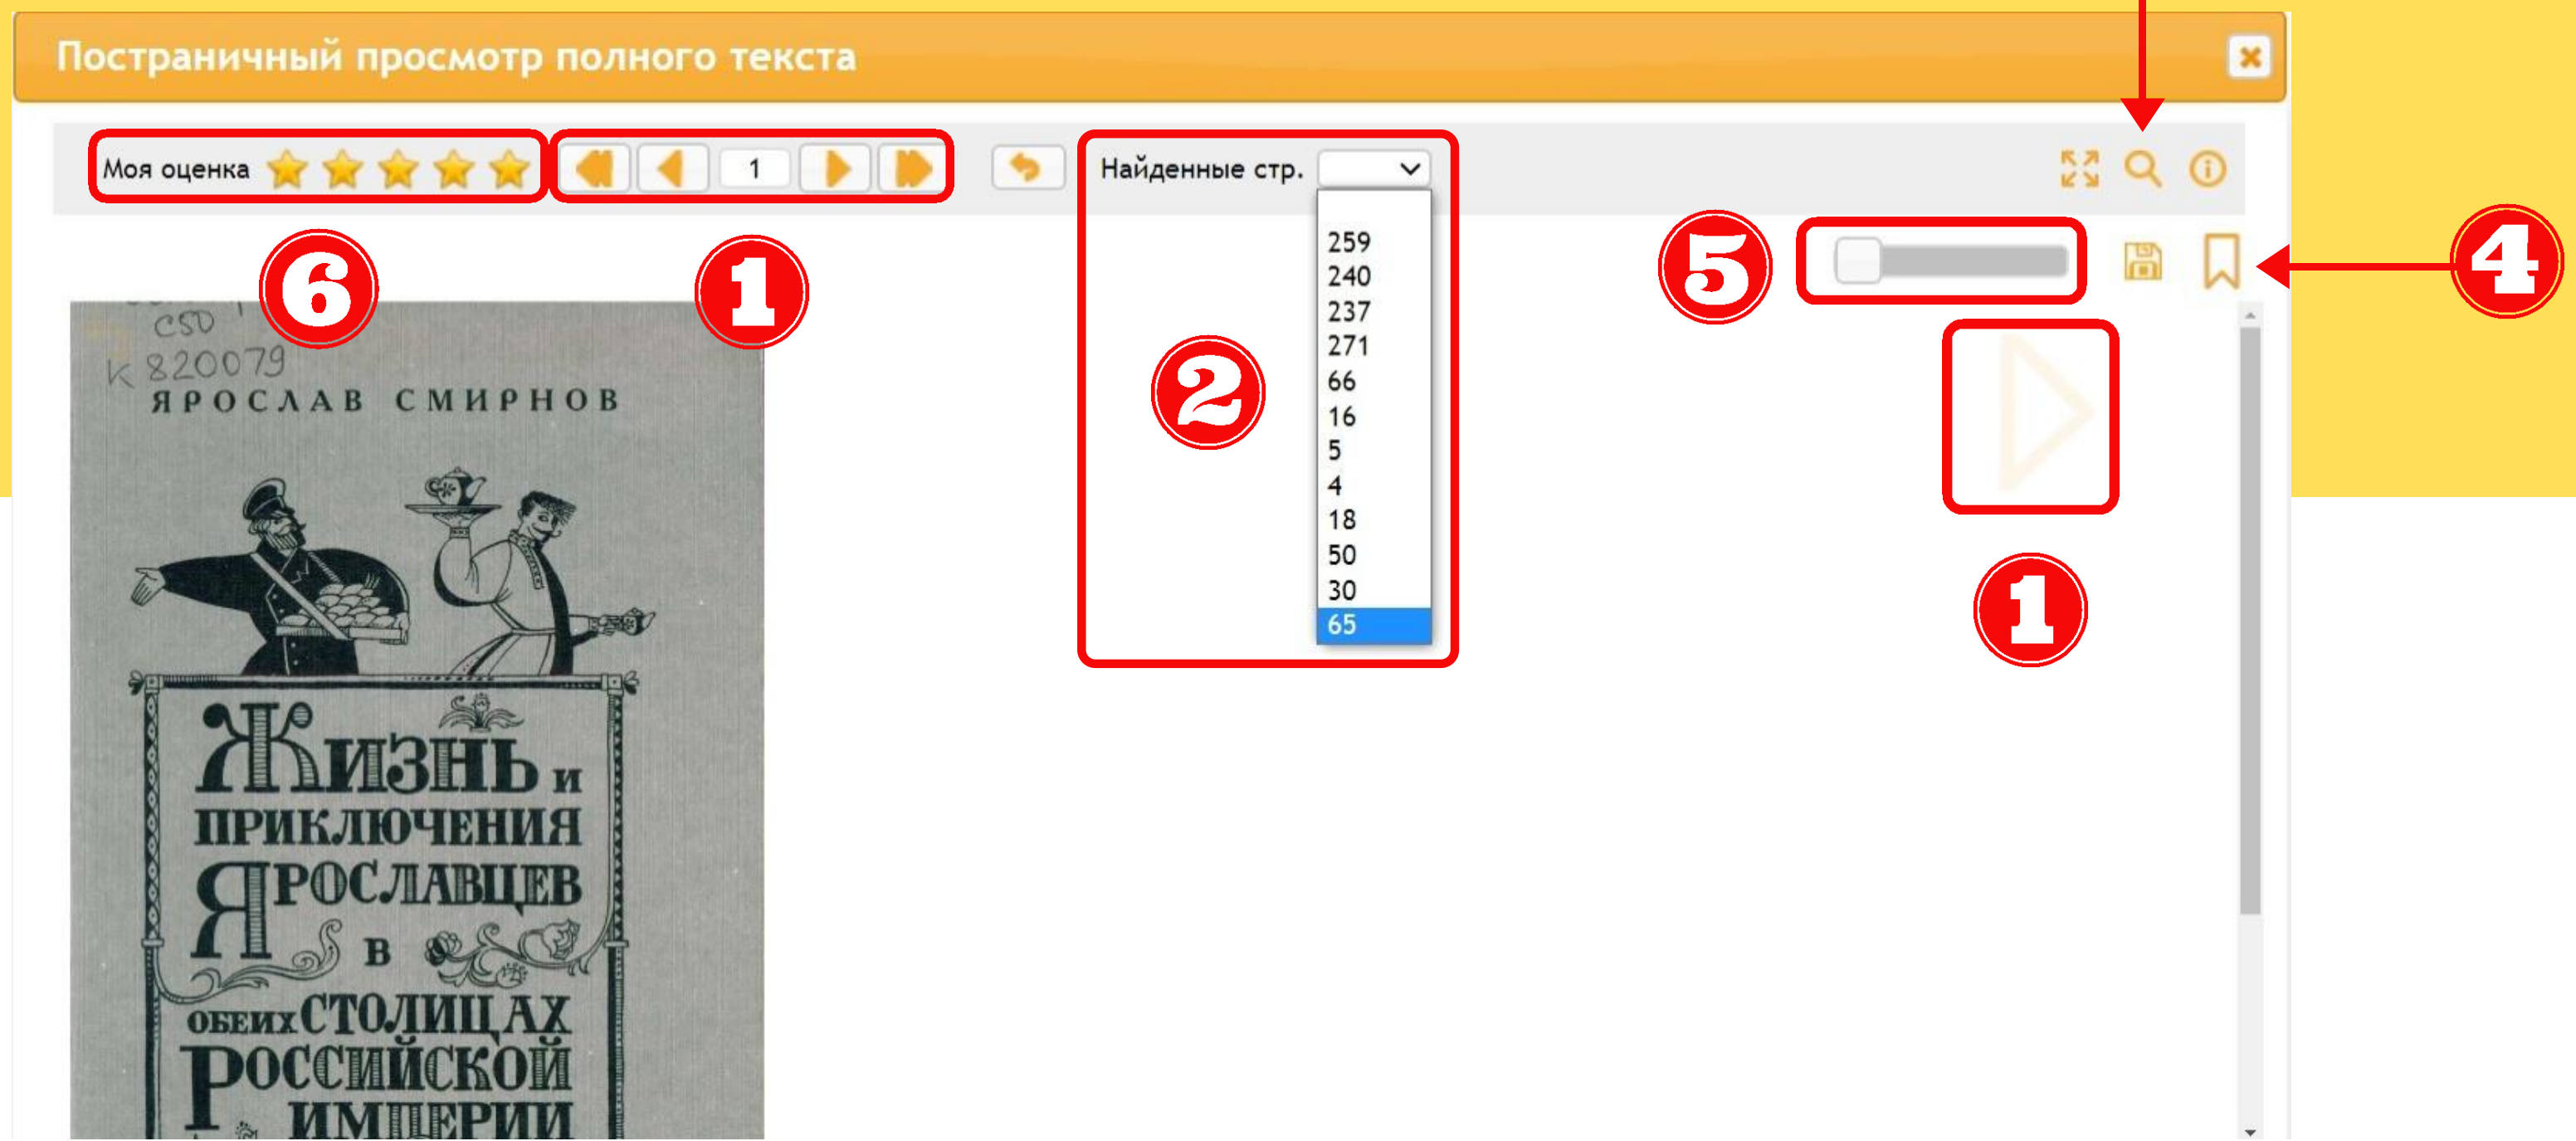 Постраничный просмотр полного текста
Моя оценка
1
Найденные стр.
6
1
5
4
259
240
237
271
66
16
5
4
18
50
30
65
2
1
С50
К 820079
ЯРОСЛАВ СМИРНОВ
ЖИЗНЬ И
ПРИКЛЮЧЕНИЯ
ЯРОСЛАВЦЕВ
В
ОБЕИХ СТОЛИЦАХ
РОССИЙСКОЙ
ИМПЕРИИ